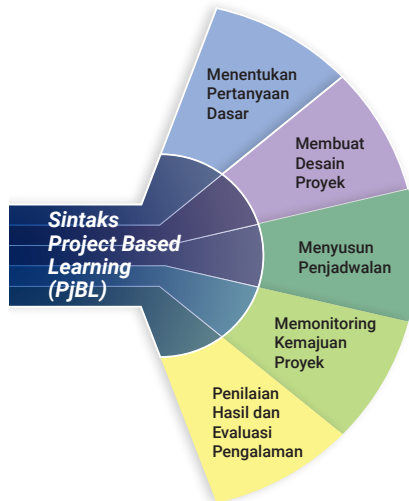 Sintaks
Project Based
Learning
(PjBL)
Menentukan
Pertanyaan
Dasar
Membuat
Desain
Proyek
Menyusun
Penjadwalan
Memonitoring
Kemajuan
Proyek
Penilaian
Hasil dan
Evaluasi
Pengalaman